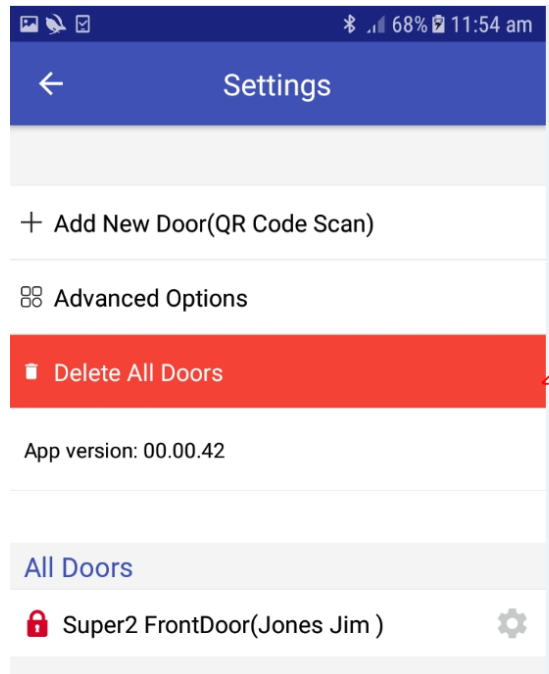 68% 11:54 am
Settings
Add New Door(QR Code Scan)
Advanced Options
Delete All Doors
App version: 00.00.42
All Doors
Super2 FrontDoor(Jones Jim )